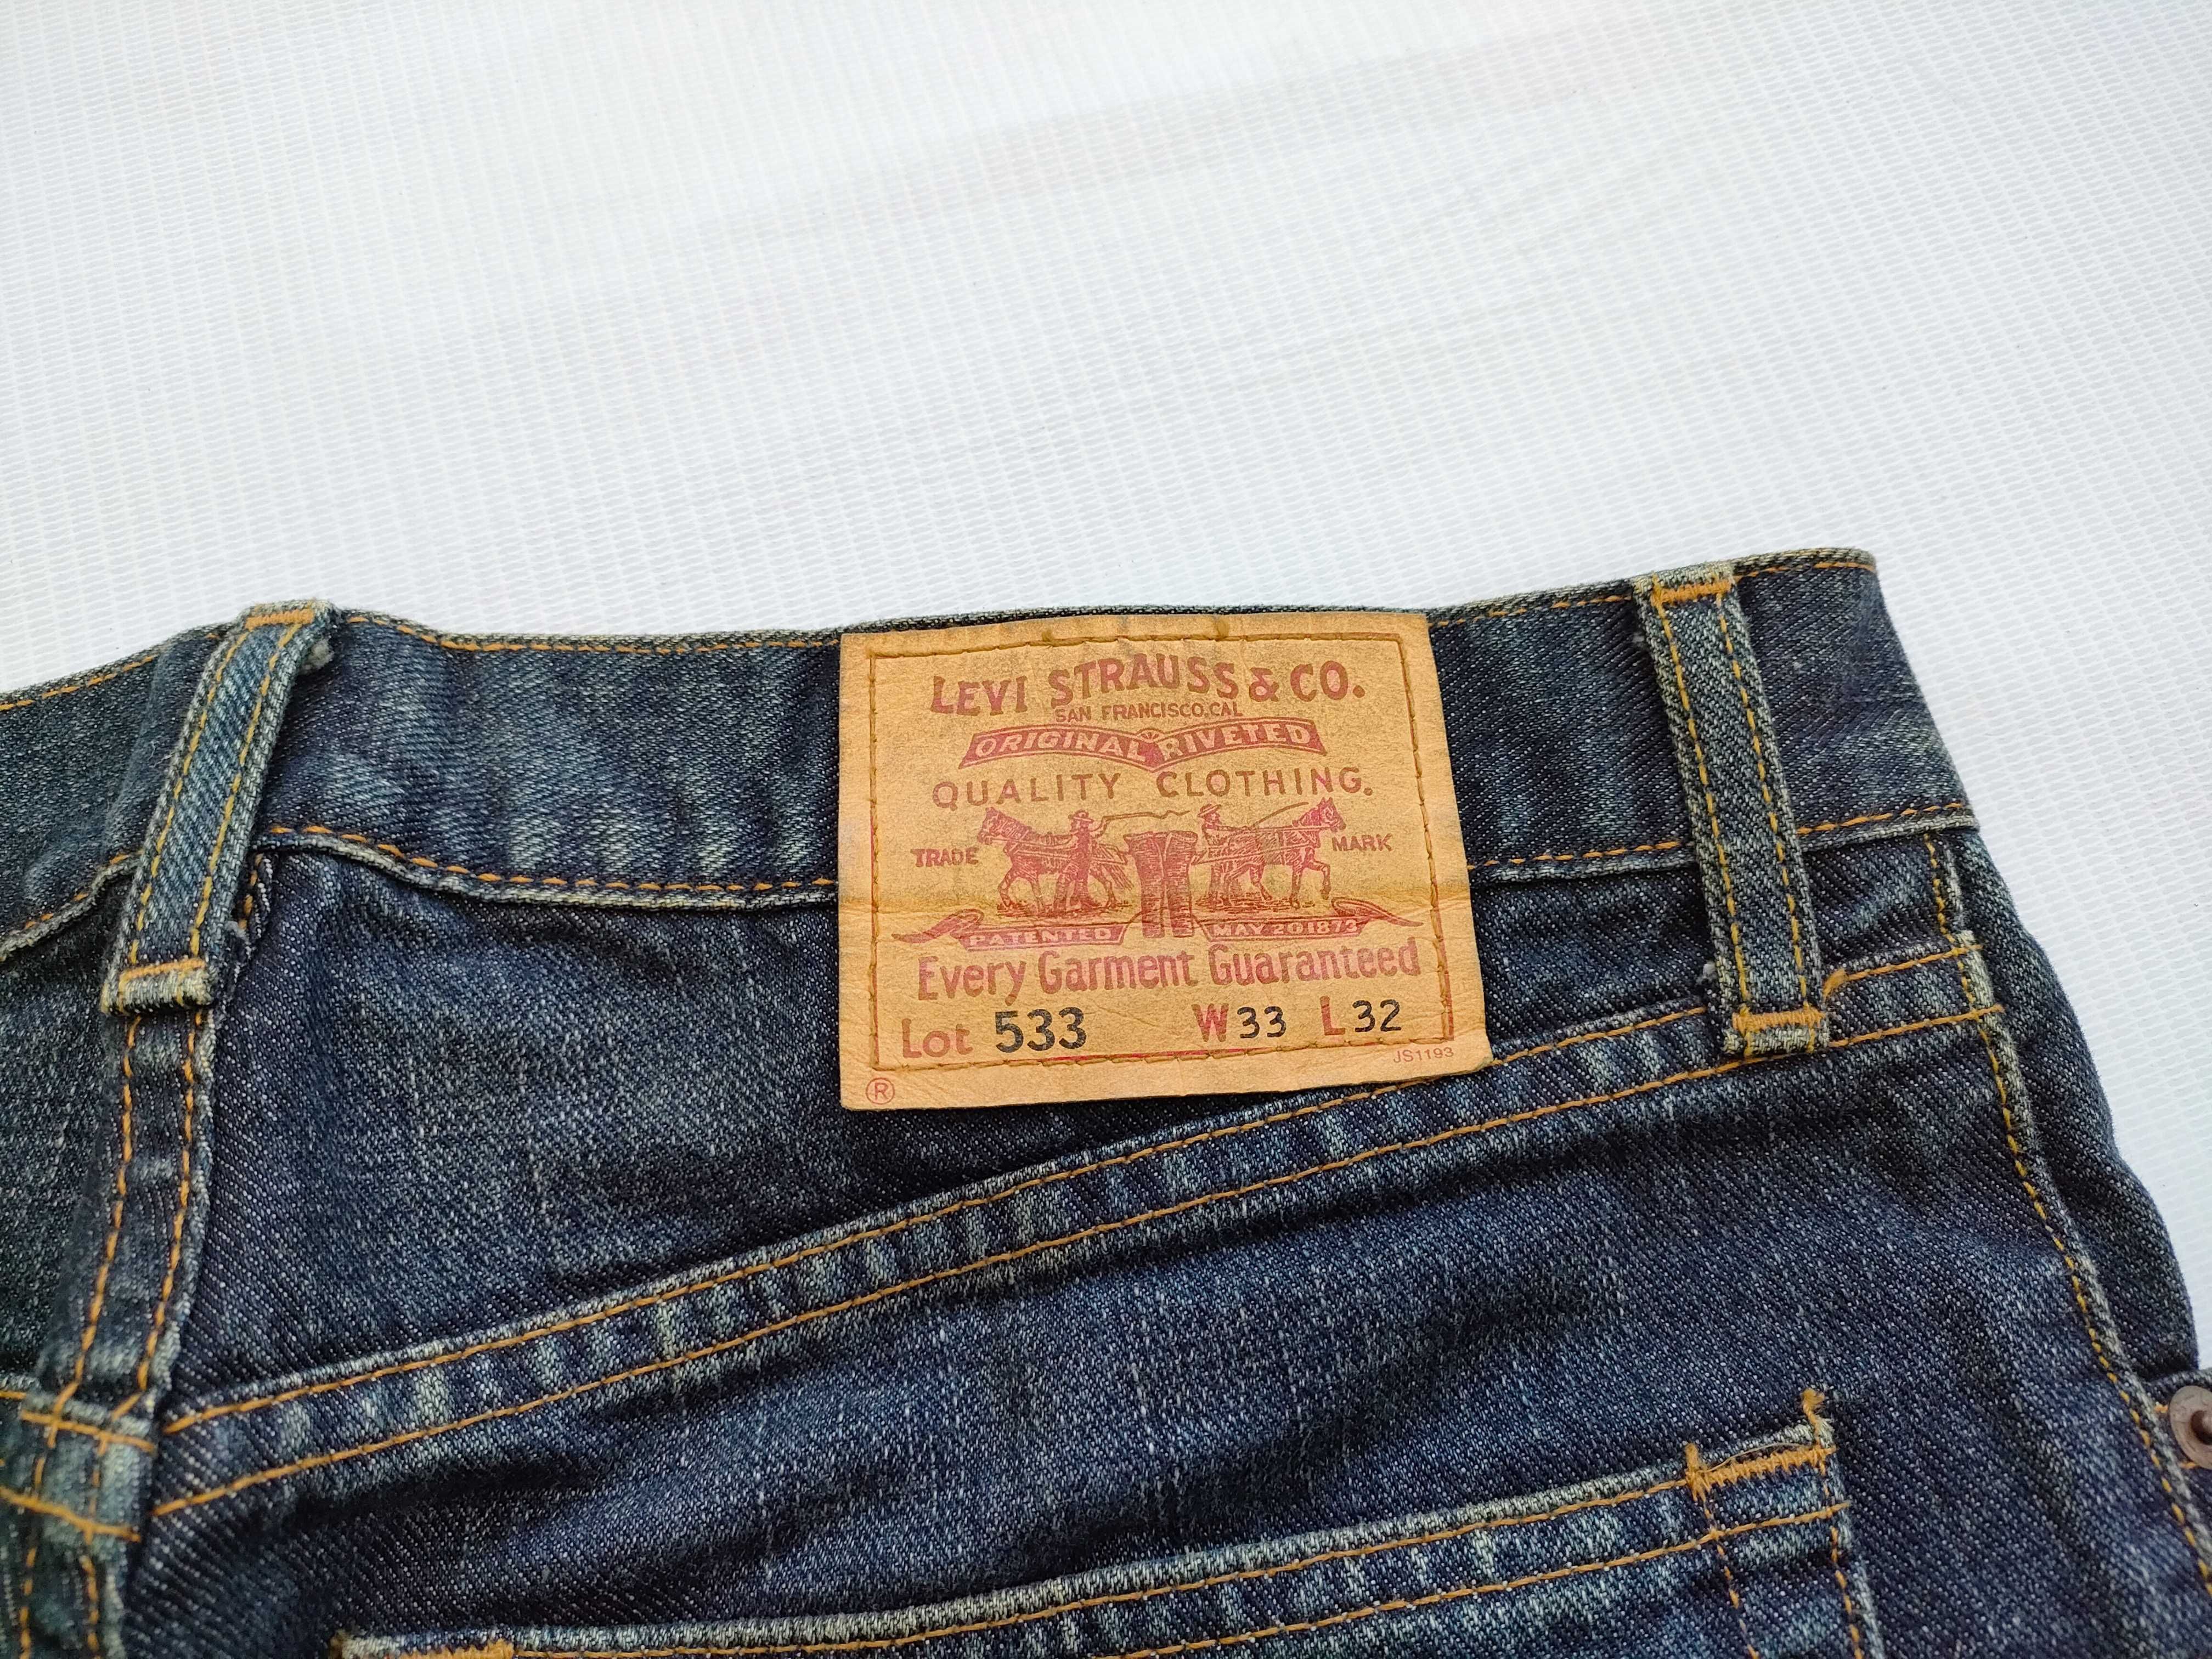 LEVI STRAUSS & CO.
SAN FRANCISCO, CAL
ORIGINAL RIVETED
QUALITY CLOTHING.
TRADE MARK
PATENTED MAY 20 1873
Every Garment Guaranteed
Lot 533 W33 L32
JS1193
®